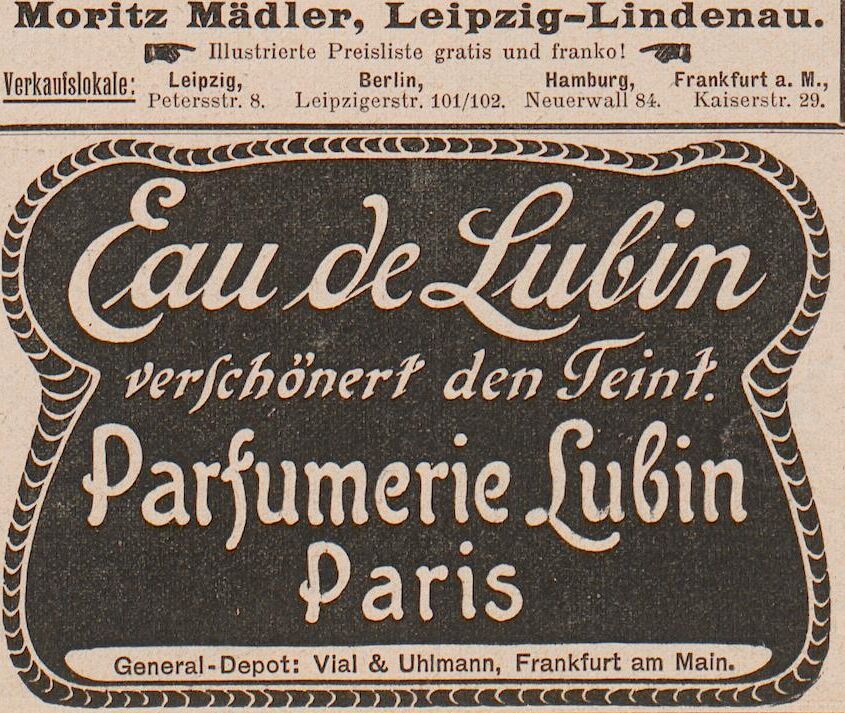 Moritz Mädler, Leipzig-Lindenau.
Illustrierte Preisliste gratis und franko!
Verkaufslokale: Leipzig, Berlin, Hamburg, Frankfurt a. M.,
Petersstr. 8. Leipzigerstr. 101/102. Neuerwall 84. Kaiserstr. 29.
Eau de Lubin
verſchönert den Teint.
Parfumerie Lubin
Paris
General-Depot: Vial & Uhlmann, Frankfurt am Main.